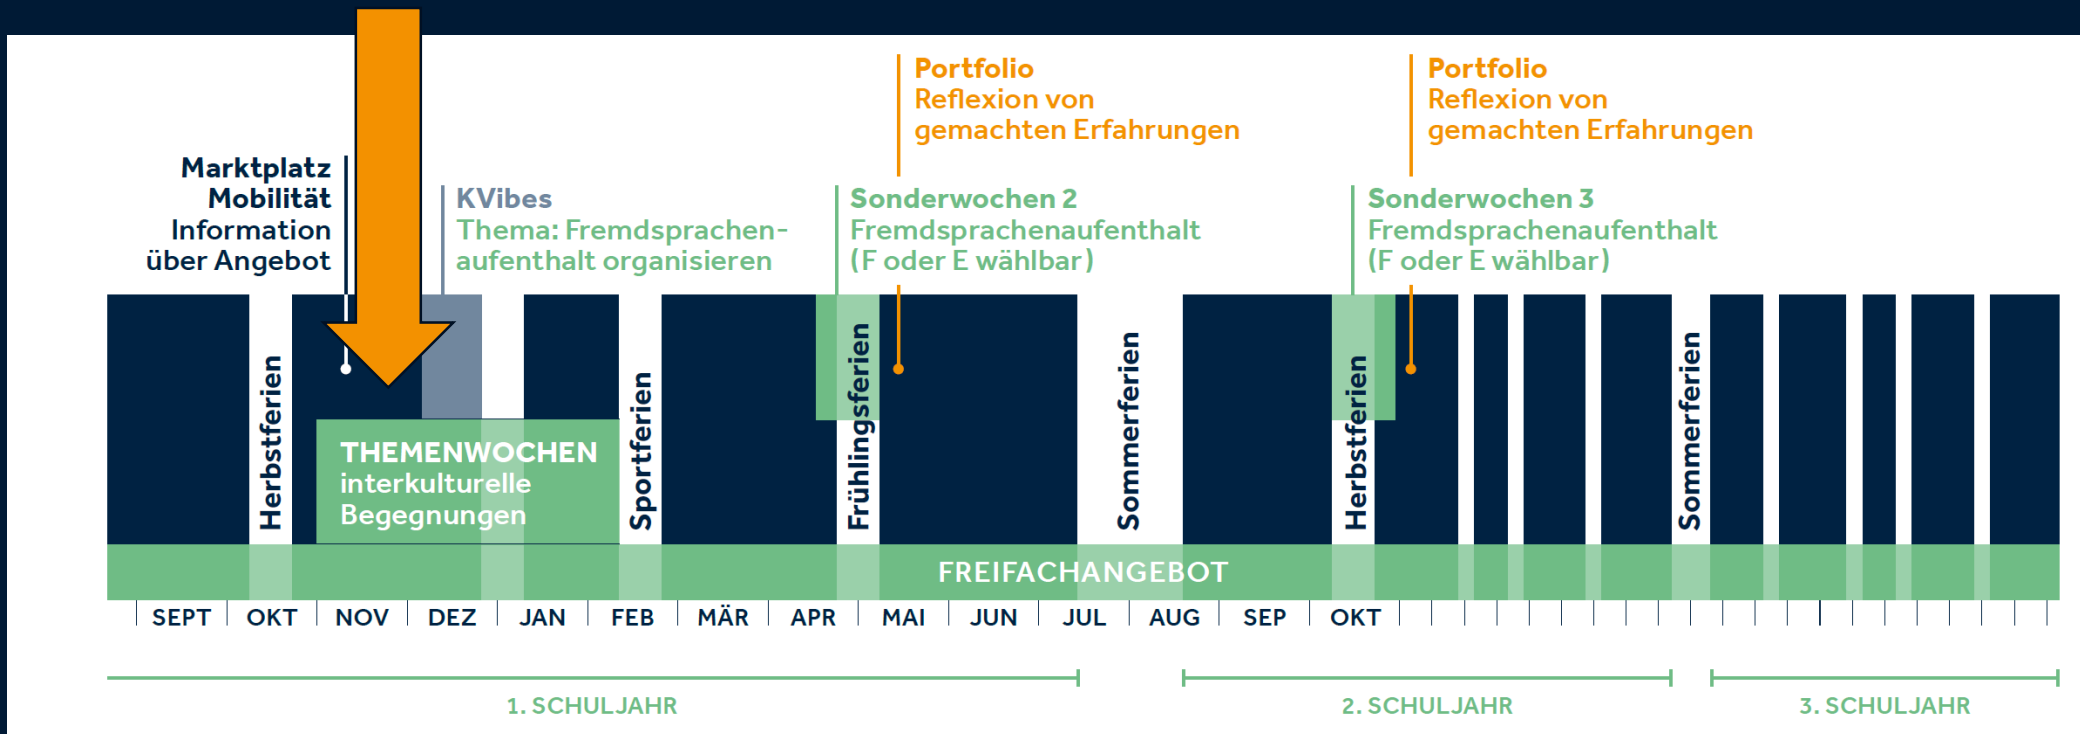 Portfolio
Reflexion von
gemachten Erfahrungen
Portfolio
Reflexion von
gemachten Erfahrungen
Marktplatz
Mobilität
Information
über Angebot
KVibes
Thema: Fremdsprachen-
aufenthalt organisieren
Sonderwochen 2
Fremdsprachenaufenthalt
(F oder E wählbar)
Sonderwochen 3
Fremdsprachenaufenthalt
(F oder E wählbar)
Herbstferien
THEMENWOCHEN
interkulturelle
Begegnungen
Sportferien
Frühlingsferien
Sommerferien
Herbstferien
Sommerferien
FREIFACHANGEBOT
SEPT OKT NOV DEZ JAN FEB MÄR APR MAI JUN JUL AUG SEP OKT
1. SCHULJAHR 2. SCHULJAHR 3. SCHULJAHR